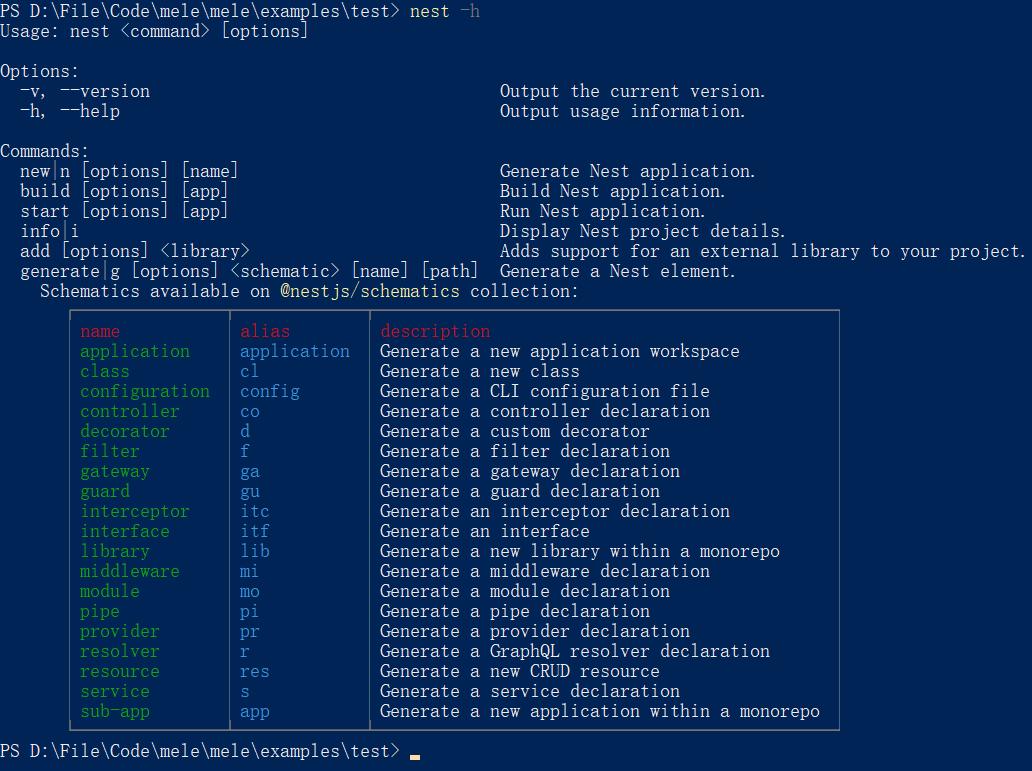 PS D:\File\Code\mele\mele\examples\test> nest -h
Usage: nest <command> [options]
Options:
-v, --version Output the current version.
-h, --help Output usage information.
Commands:
new|n [options] [name] Generate Nest application.
build [options] [app] Build Nest application.
start [options] [app] Run Nest application.
info|i Display Nest project details.
add [options] <library> Adds support for an external library to your project.
generate|g [options] <schematic> [name] [path] Generate a Nest element.
Schematics available on @nestjs/schematics collection:
name alias description
application application Generate a new application workspace
class cl Generate a new class
configuration config Generate a CLI configuration file
controller co Generate a controller declaration
decorator d Generate a custom decorator
filter f Generate a filter declaration
gateway ga Generate a gateway declaration
guard gu Generate a guard declaration
interceptor itc Generate an interceptor declaration
interface itf Generate an interface
library lib Generate a new library within a monorepo
middleware mi Generate a middleware declaration
module mo Generate a module declaration
pipe pi Generate a pipe declaration
provider pr Generate a provider declaration
resolver r Generate a GraphQL resolver declaration
resource res Generate a new CRUD resource
service s Generate a service declaration
sub-app app Generate a new application within a monorepo
PS D:\File\Code\mele\mele\examples\test>